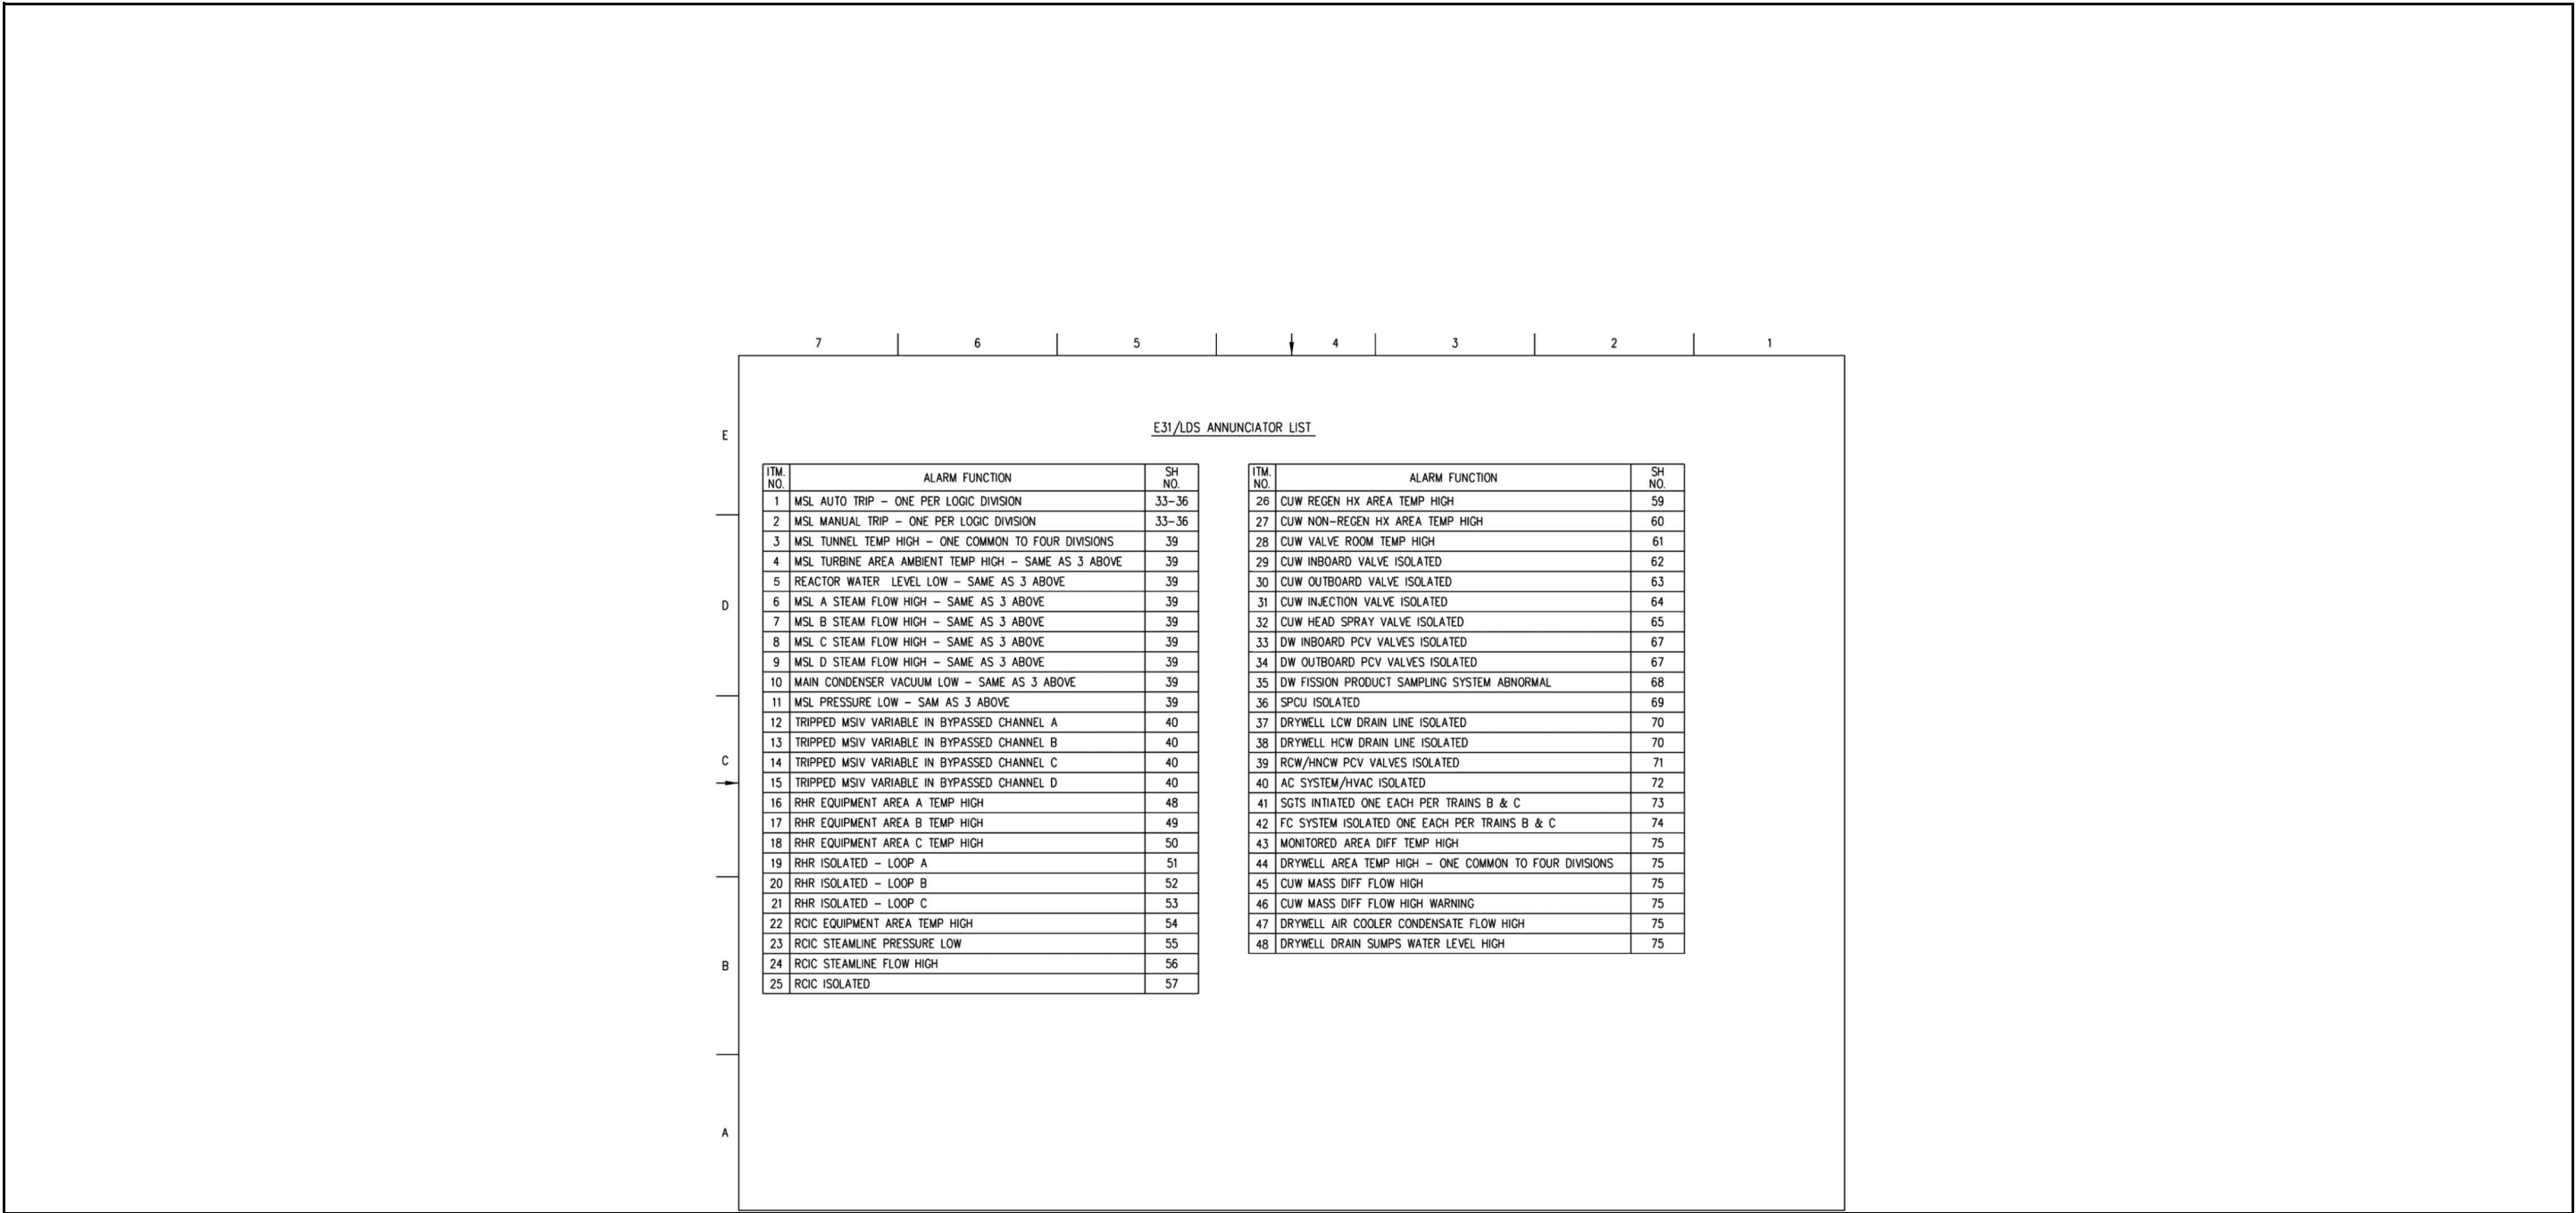 7 6 5 4 3 2 1
E31/LDS ANNUNCIATOR LIST
E
D
C
B
A
ITM. NO. ALARM FUNCTION SH NO.
1 MSL AUTO TRIP – ONE PER LOGIC DIVISION 33–36
2 MSL MANUAL TRIP – ONE PER LOGIC DIVISION 33–36
3 MSL TUNNEL TEMP HIGH – ONE COMMON TO FOUR DIVISIONS 39
4 MSL TURBINE AREA AMBIENT TEMP HIGH – SAME AS 3 ABOVE 39
5 REACTOR WATER LEVEL LOW – SAME AS 3 ABOVE 39
6 MSL A STEAM FLOW HIGH – SAME AS 3 ABOVE 39
7 MSL B STEAM FLOW HIGH – SAME AS 3 ABOVE 39
8 MSL C STEAM FLOW HIGH – SAME AS 3 ABOVE 39
9 MSL D STEAM FLOW HIGH – SAME AS 3 ABOVE 39
10 MAIN CONDENSER VACUUM LOW – SAME AS 3 ABOVE 39
11 MSL PRESSURE LOW – SAM AS 3 ABOVE 39
12 TRIPPED MSIV VARIABLE IN BYPASSED CHANNEL A 40
13 TRIPPED MSIV VARIABLE IN BYPASSED CHANNEL B 40
14 TRIPPED MSIV VARIABLE IN BYPASSED CHANNEL C 40
15 TRIPPED MSIV VARIABLE IN BYPASSED CHANNEL D 40
16 RHR EQUIPMENT AREA A TEMP HIGH 48
17 RHR EQUIPMENT AREA B TEMP HIGH 49
18 RHR EQUIPMENT AREA C TEMP HIGH 50
19 RHR ISOLATED – LOOP A 51
20 RHR ISOLATED – LOOP B 52
21 RHR ISOLATED – LOOP C 53
22 RCIC EQUIPMENT AREA TEMP HIGH 54
23 RCIC STEAMLINE PRESSURE LOW 55
24 RCIC STEAMLINE FLOW HIGH 56
25 RCIC ISOLATED 57
ITM. NO. ALARM FUNCTION SH NO.
26 CUW REGEN HX AREA TEMP HIGH 59
27 CUW NON–REGEN HX AREA TEMP HIGH 60
28 CUW VALVE ROOM TEMP HIGH 61
29 CUW INBOARD VALVE ISOLATED 62
30 CUW OUTBOARD VALVE ISOLATED 63
31 CUW INJECTION VALVE ISOLATED 64
32 CUW HEAD SPRAY VALVE ISOLATED 65
33 DW INBOARD PCV VALVES ISOLATED 67
34 DW OUTBOARD PCV VALVES ISOLATED 67
35 DW FISSION PRODUCT SAMPLING SYSTEM ABNORMAL 68
36 SPCU ISOLATED 69
37 DRYWELL LCW DRAIN LINE ISOLATED 70
38 DRYWELL HCW DRAIN LINE ISOLATED 70
39 RCW/HNCW PCV VALVES ISOLATED 71
40 AC SYSTEM/HVAC ISOLATED 72
41 SGTS INTIATED ONE EACH PER TRAINS B & C 73
42 FC SYSTEM ISOLATED ONE EACH PER TRAINS B & C 74
43 MONITORED AREA DIFF TEMP HIGH 75
44 DRYWELL AREA TEMP HIGH – ONE COMMON TO FOUR DIVISIONS 75
45 CUW MASS DIFF FLOW HIGH 75
46 CUW MASS DIFF FLOW HIGH WARNING 75
47 DRYWELL AIR COOLER CONDENSATE FLOW HIGH 75
48 DRYWELL DRAIN SUMPS WATER LEVEL HIGH 75